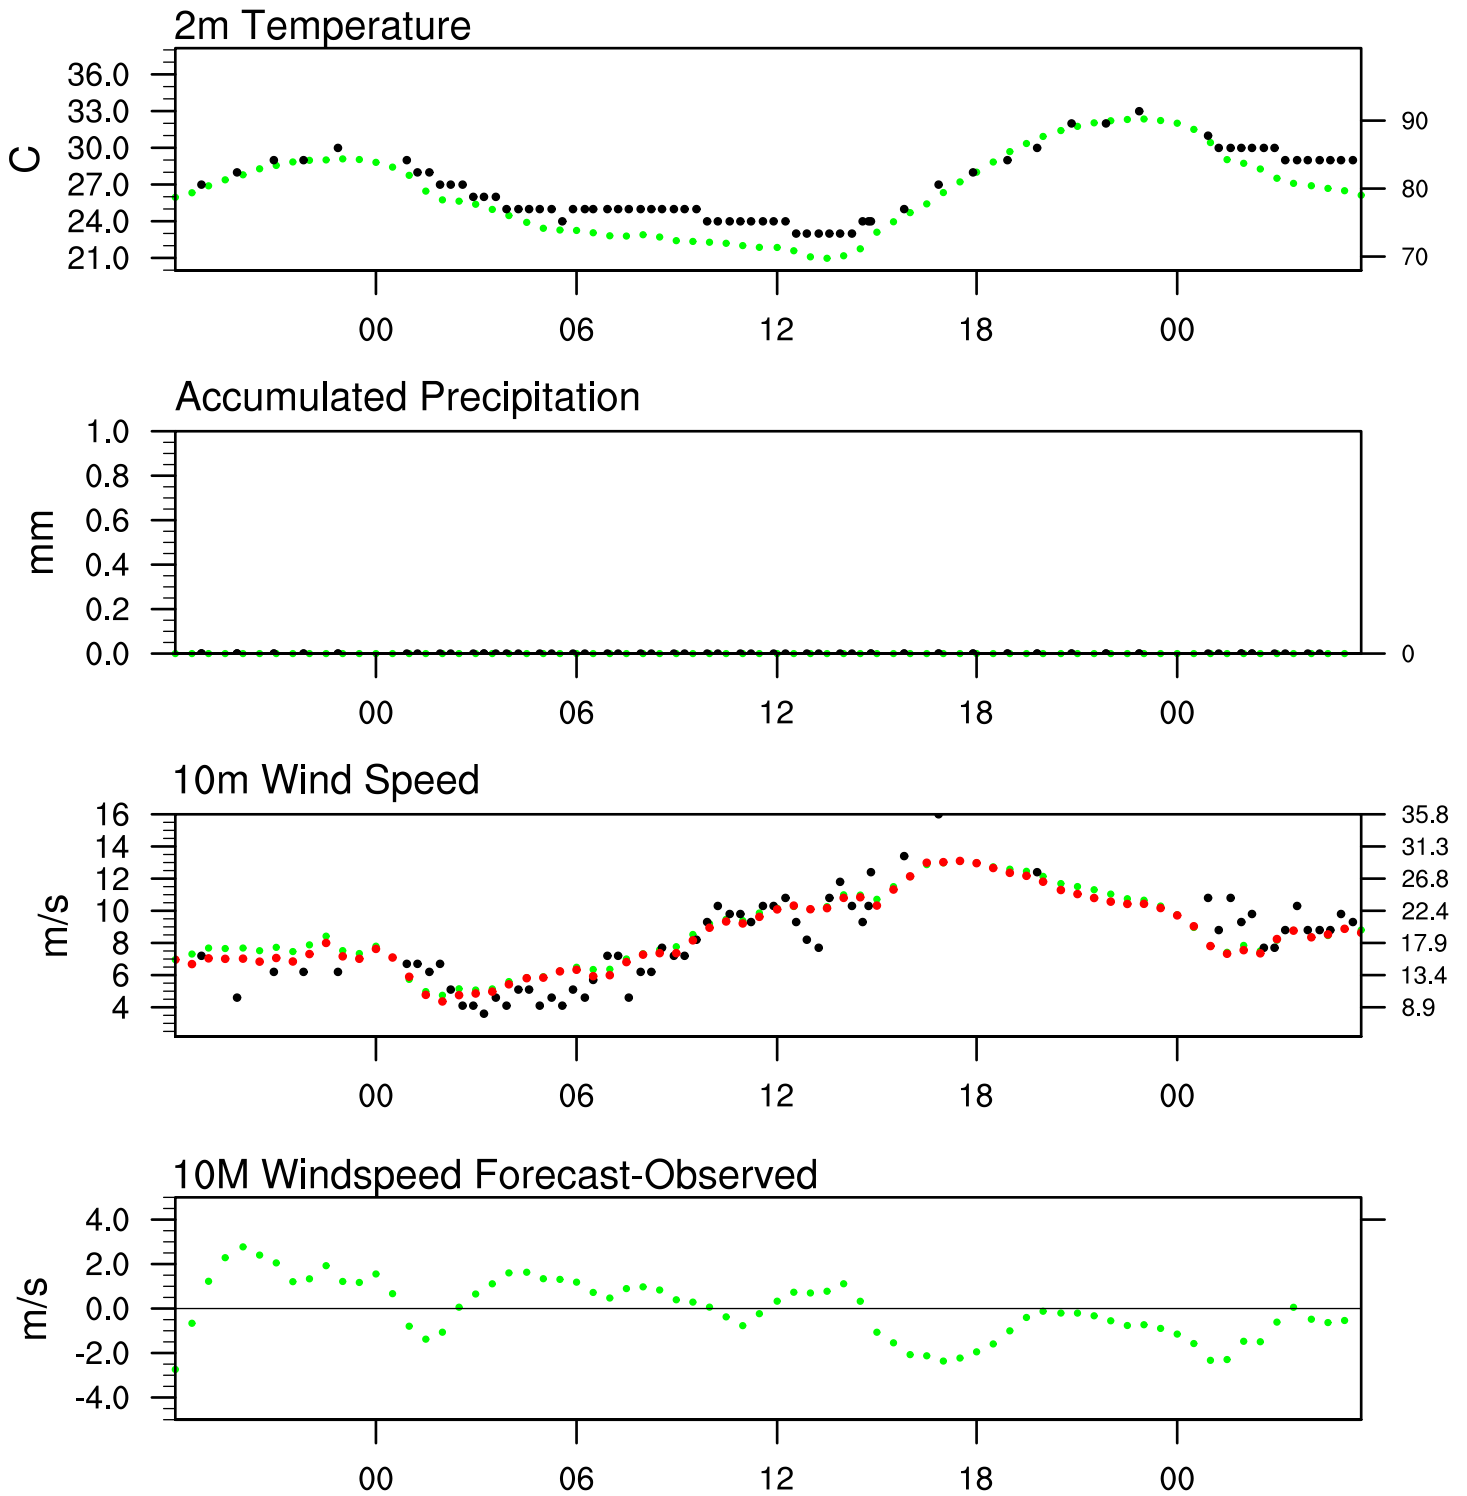 2m Temperature
36.0
33.0
30.0
27.0
24.0
21.0
C
90
80
70
00 06 12 18 00
Accumulated Precipitation
1.0
0.8
0.6
0.4
0.2
0.0
mm
0
00 06 12 18 00
10m Wind Speed
16
14
12
10
8
6
4
m/s
35.8
31.3
26.8
22.4
17.9
13.4
8.9
00 06 12 18 00
10M Windspeed Forecast-Observed
4.0
2.0
0.0
-2.0
-4.0
m/s
00 06 12 18 00